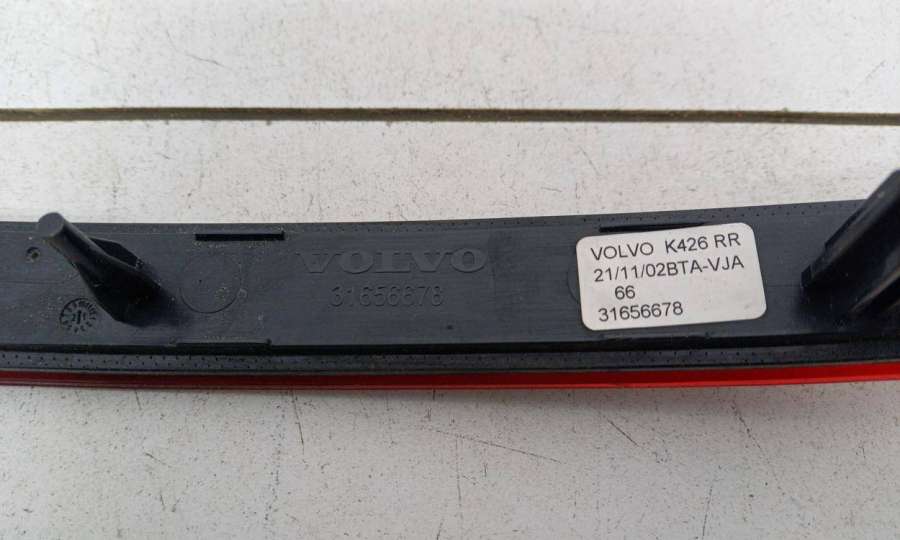 VOLVO
31656678
VOLVO K426 RR
21/11/02BTA-VJA
66
31656678